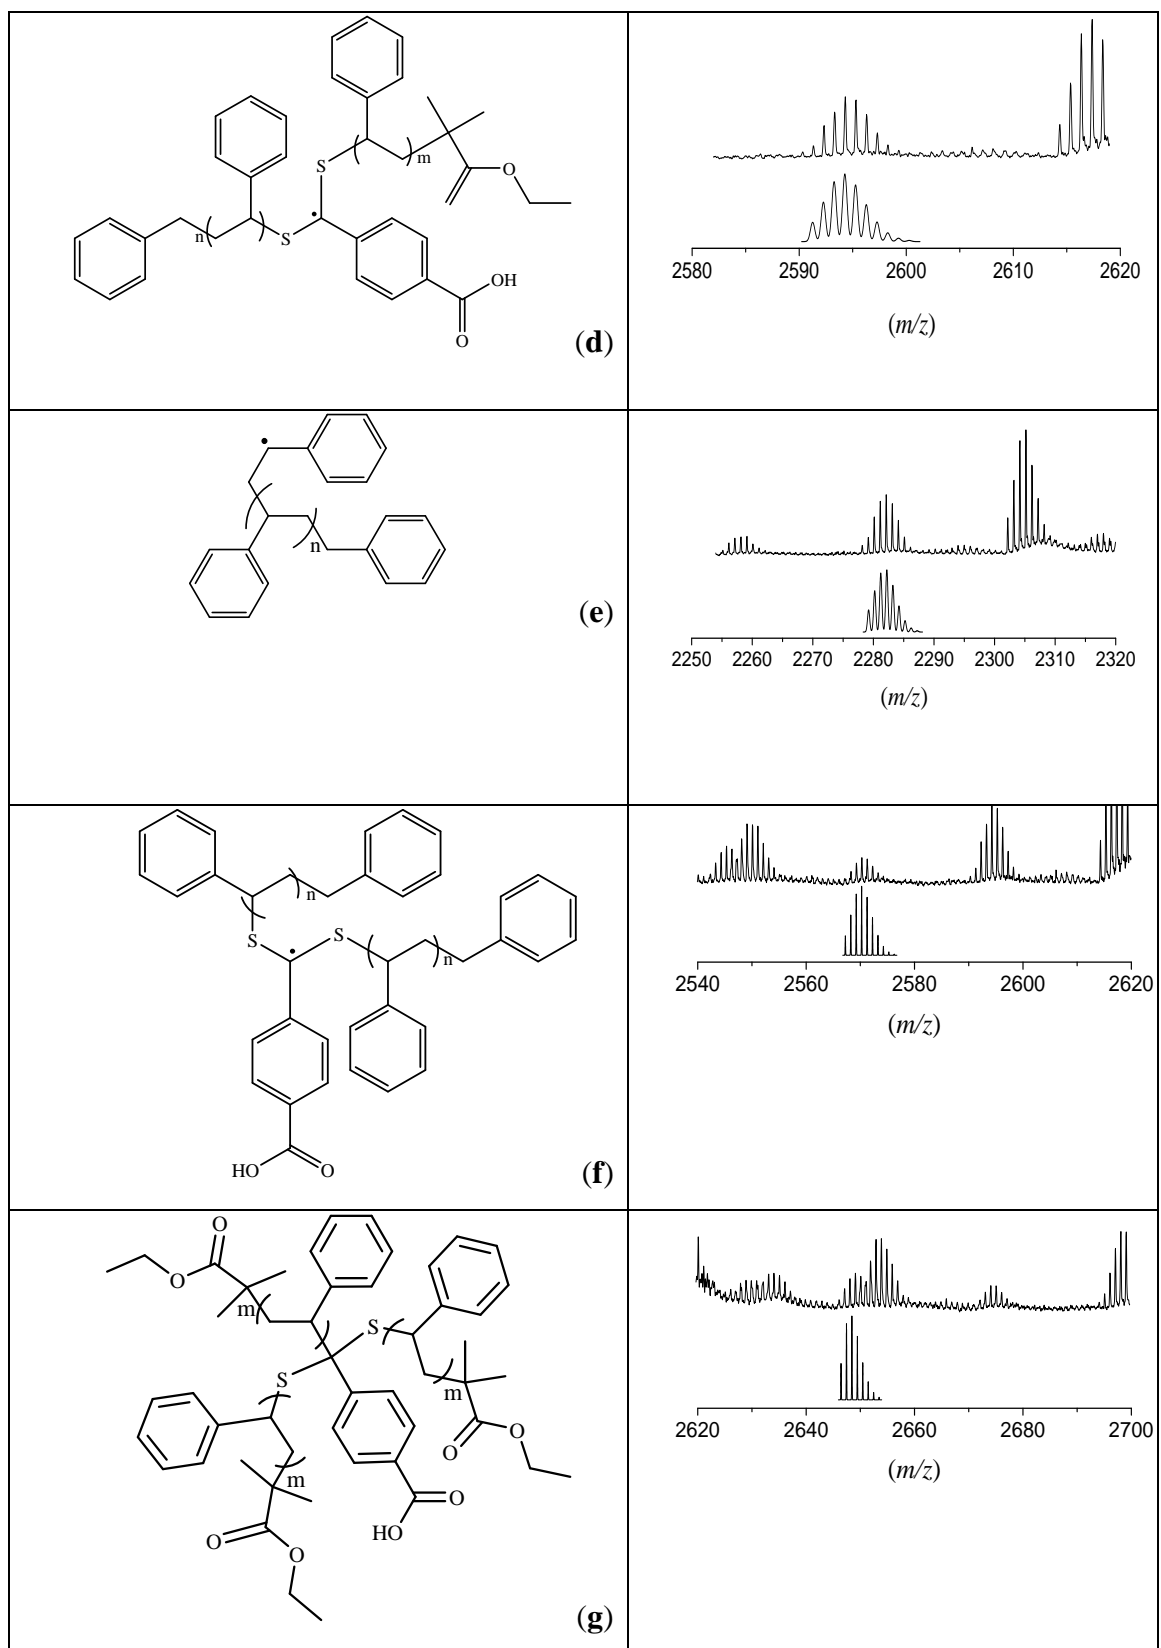 S
m
O
n
S
OH
O
(d)
2580 2590 2600 2610 2620
(m/z)
n
(e)
2250 2260 2270 2280 2290 2300 2310 2320
(m/z)
n
S
S
n
HO
O
(f)
2540 2560 2580 2600 2620
(m/z)
O
O
m
S
S
m
O
O
m
O
HO
O
O
(g)
2620 2640 2660 2680 2700
(m/z)